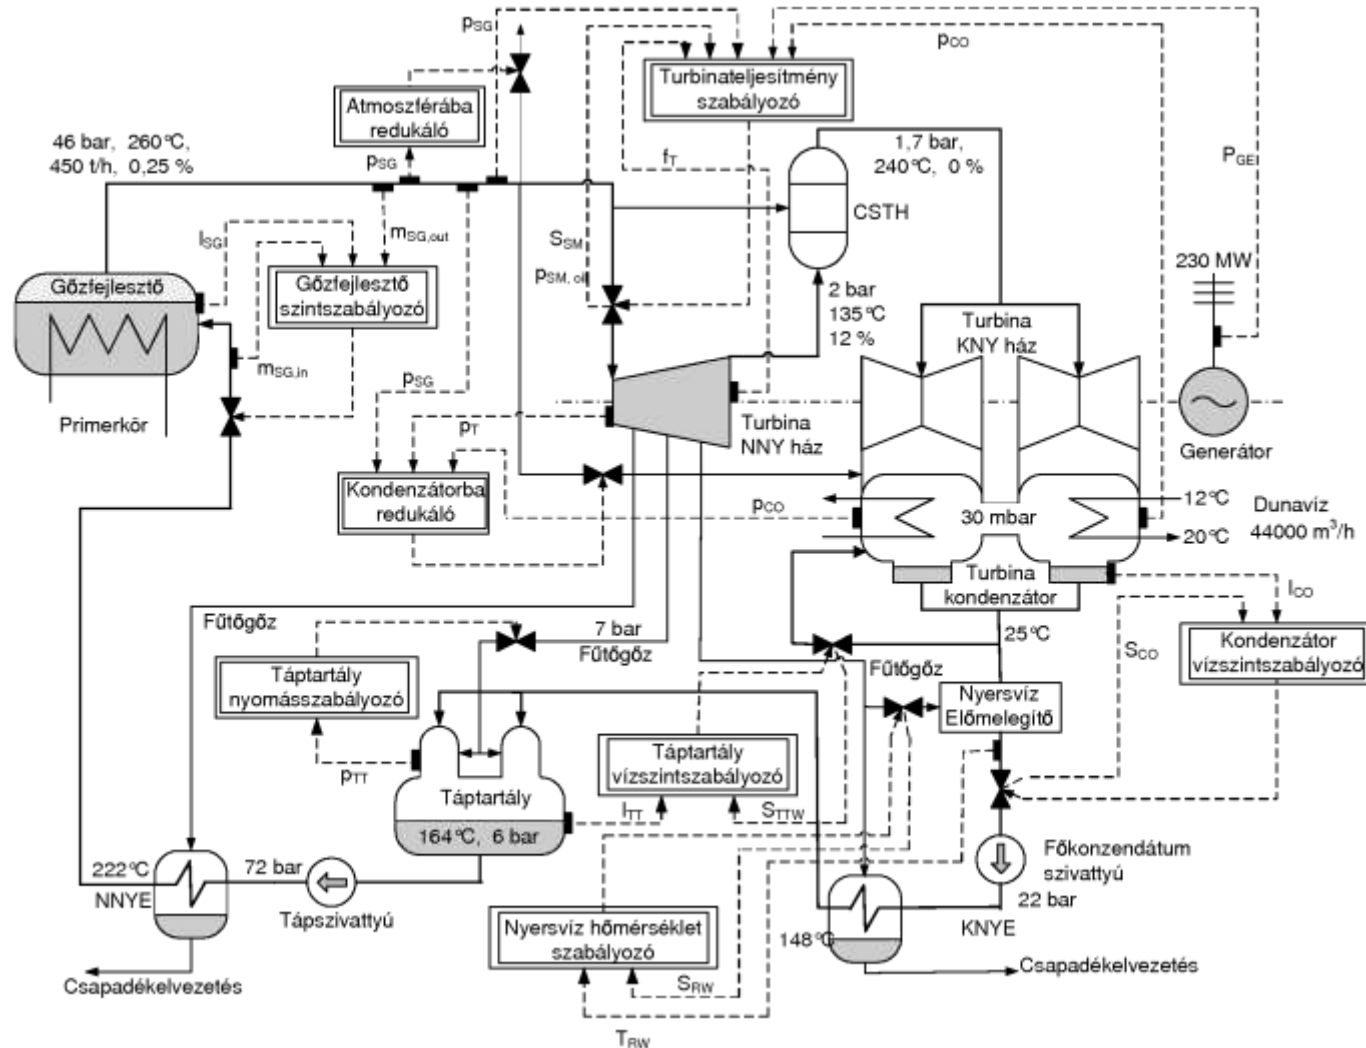 pSG
pCO
Turbinateljesítmény
szabályozó
Atmoszférába
redukáló
46 bar, 260°C,
450 t/h, 0,25 %
pSG
fT
1,7 bar,
240°C, 0 %
PGEI
CSTH
lSG
mSG,out
SSM
pSM, oil
230 MW
Gőzfejlesztő
Gőzfejlesztő
szintszabályozó
2 bar
135°C
12 %
Turbina
KNY ház
mSG,in
pSG
Primerkör
pT
Turbina
NNY ház
Generátor
Kondenzátorba
redukáló
pCO
30 mbar
12°C
20°C
Dunavíz
44000 m³/h
Turbina
kondenzátor
lCO
Fűtőgőz
7 bar
Fűtőgőz
25°C
SCO
Kondenzátor
vízszintszabályozó
Táptartály
nyomásszabályozó
Fűtőgőz
Nyersvíz
Előmelegítő
pTT
Táptartály
vízszintszabályozó
Táptartály
lTT
STTW
164°C, 6 bar
222°C
NNYE
72 bar
Tápszivattyú
Főkonzendátum
szivattyú
22 bar
KNYE
148°C
Nyersvíz hőmérséklet
szabályozó
Csapadékelvezetés
SRW
Csapadékelvezetés
TRW